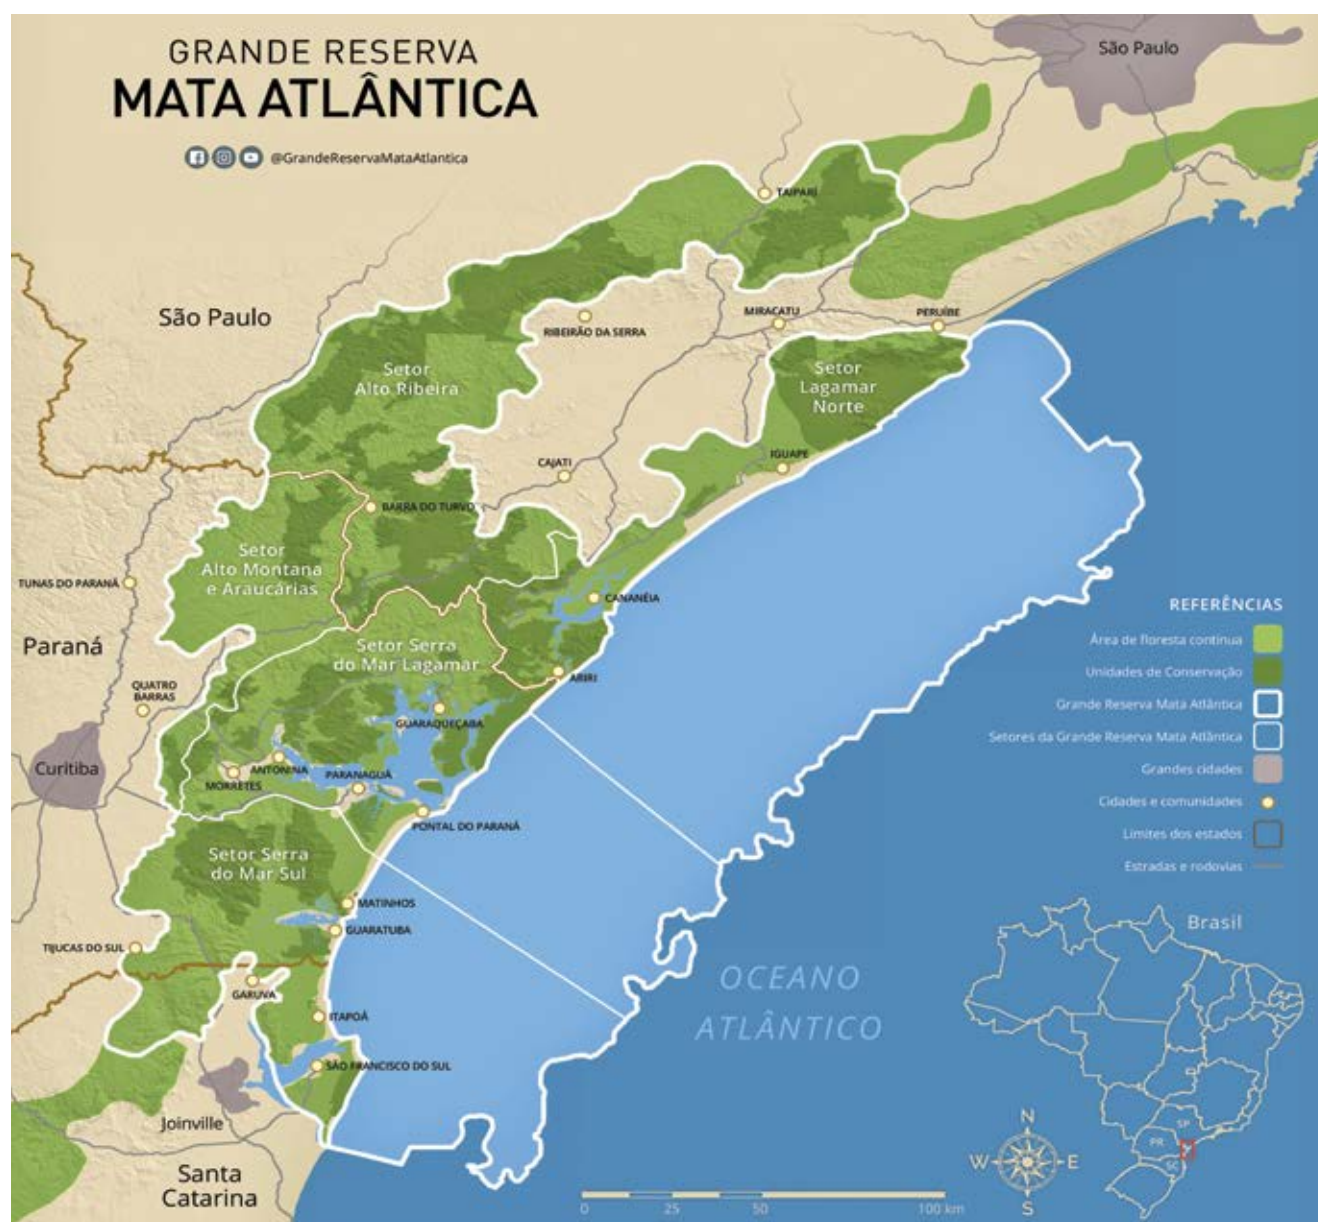 GRANDE RESERVA
MATA ATLÂNTICA
@GrandeReservaMataAtlantica
São Paulo
TAIPARÍ
São Paulo
MIRACATU
PERUÍBE
RIBEIRÃO DA SERRA
Setor
Alto Ribeira
Setor
Lagamar
Norte
CAJATI
IGUAPE
BARRA DO TURVO
Setor
Alto Montana
e Araucárias
TUNAS DO PARANÁ
CANANÉIA
Paraná
Setor Serra
do Mar Lagamar
ARIRI
QUATRO
BARRAS
GUARAQUEÇABA
Curitiba
ANTONINA
MORRETES
PARANAGUÁ
PONTAL DO PARANÁ
Setor Serra
do Mar Sul
MATINHOS
GUARATUBA
TIJUCAS DO SUL
GARUVA
ITAPOÁ
SÃO FRANCISCO DO SUL
Joinville
Santa
Catarina
OCEANO
ATLÂNTICO
REFERÊNCIAS
Área de floresta contínua
Unidades de Conservação
Grande Reserva Mata Atlântica
Setores da Grande Reserva Mata Atlântica
Grandes cidades
Cidades e comunidades
Limites dos estados
Estradas e rodovias
Brasil
SP
PR
SC
N
W E
S
0 25 50 100 km